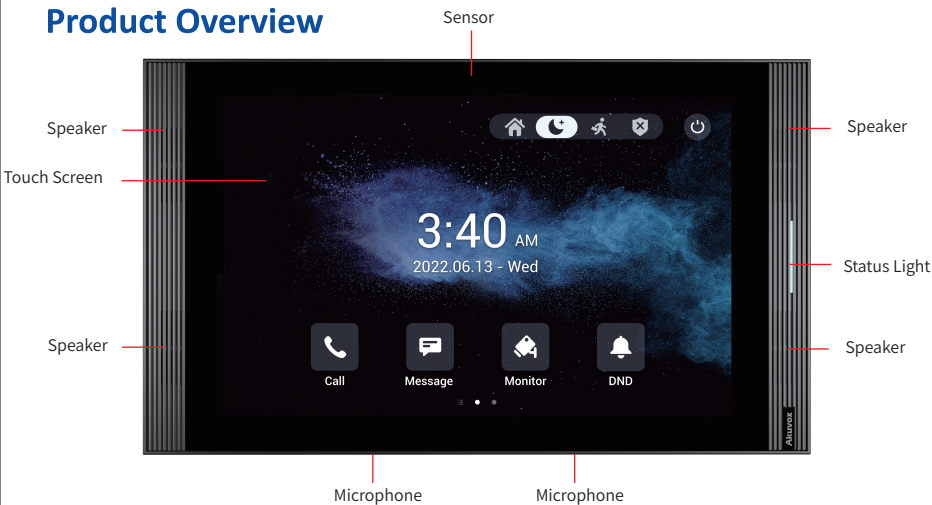 Product Overview
Sensor
Speaker
Speaker
Touch Screen
3:40 AM
2022.06.13 - Wed
Status Light
Speaker
Speaker
Call
Message
Monitor
DND
Akuvox
Microphone
Microphone